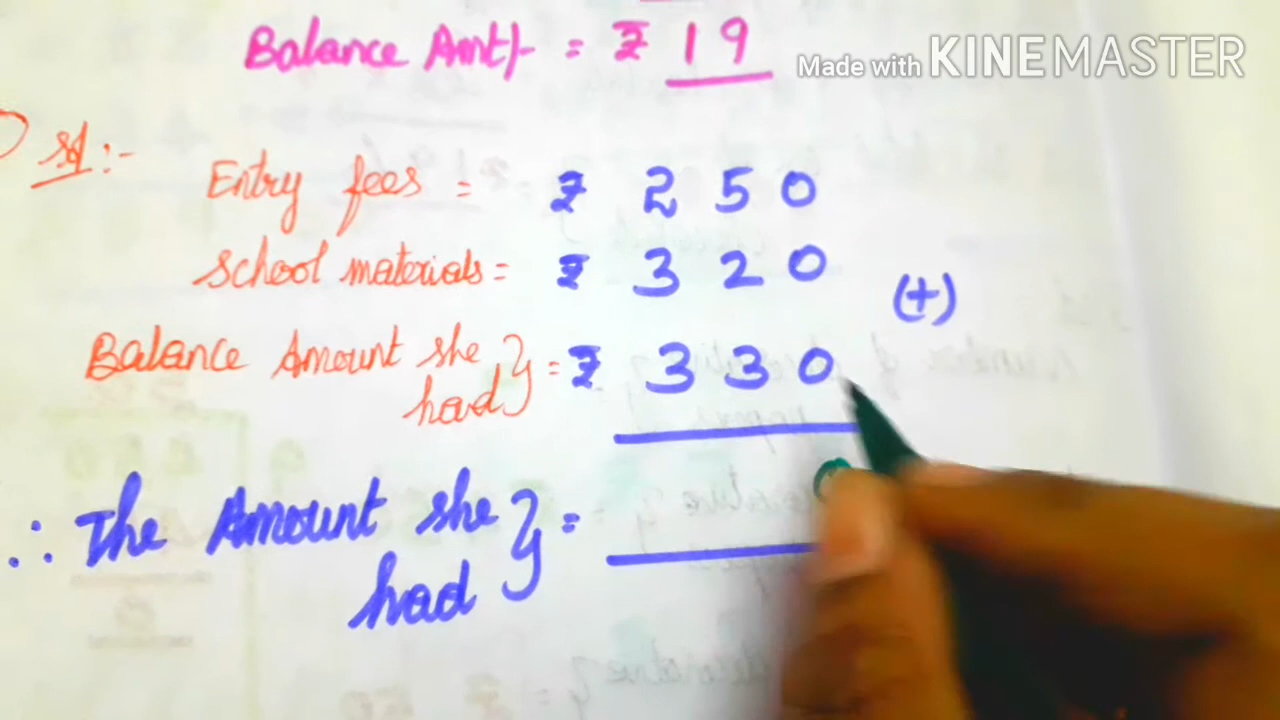 Balance Amt/- = ₹ 19
Made with KINEMASTER
Sol :-
Entry fees = ₹ 250
School materials = ₹ 320
(+)
Balance Amount she had } = ₹ 330
∴ The Amount she had } =